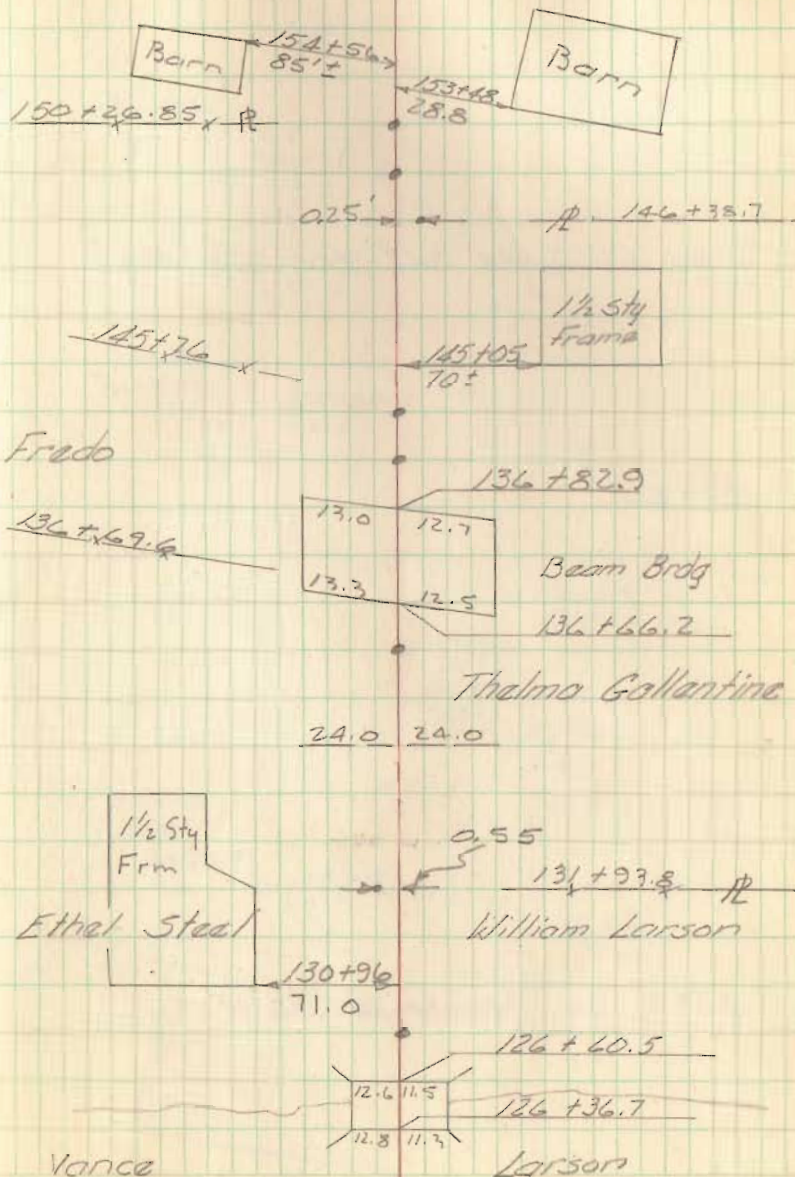 154+56
85'±
Barn
Barn
153+48
28.8
150+26.85 PL
0.25'
PL 146+38.7
1½ Sty
Frame
145+76
145+05
70±
Fredo
136+82.9
13.0 12.7
136+69.6
Beam Brdg
13.3 12.5
136+66.2
Thelma Gallantine
24.0 24.0
1½ Sty
Frm
0.55
131+93.8 PL
Ethel Steel
William Larson
130+96
71.0
126+60.5
12.6 11.5
126+36.7
12.8 11.3
Vance
Larson